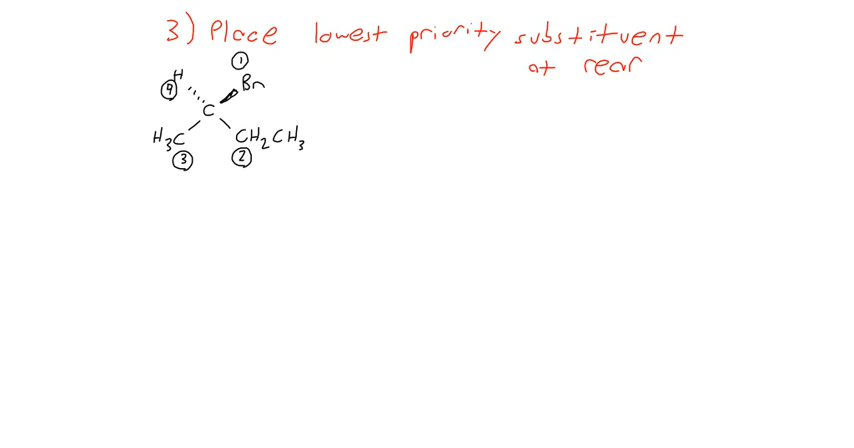 3) Place lowest priority substituent
at rear
①
H
④
Br
C
H₃C
CH₂CH₃
③
②